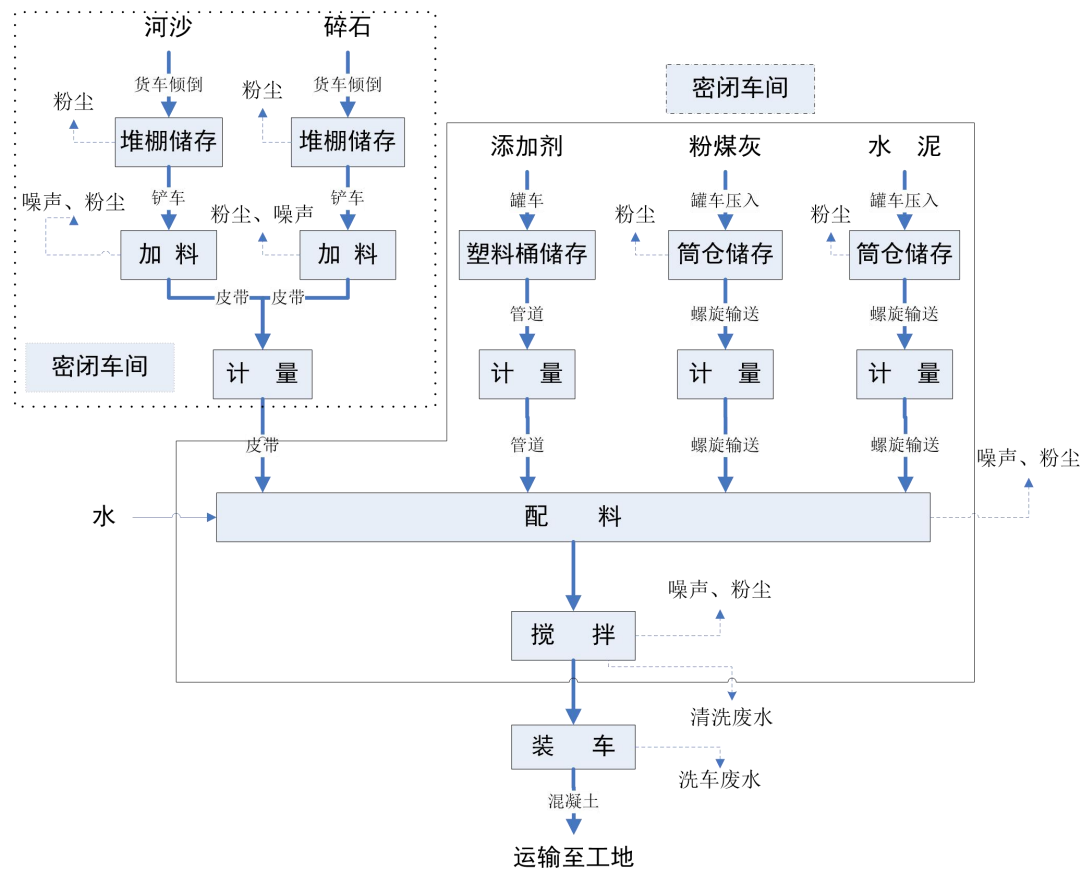 河沙 碎石
货车倾倒 货车倾倒
粉尘 粉尘
密闭车间
堆棚储存 堆棚储存
添加剂 粉煤灰 水 泥
铲车 铲车
噪声、粉尘 粉尘、噪声
罐车 罐车压入 罐车压入
粉尘 粉尘
加 料 加 料 塑料桶储存 筒仓储存 筒仓储存
皮带 皮带
管道 螺旋输送 螺旋输送
密闭车间
计 量 计 量 计 量 计 量
皮带 管道 螺旋输送 螺旋输送
噪声、粉尘
水 配 料
噪声、粉尘
搅 拌
清洗废水
装 车
洗车废水
混凝土
运输至工地